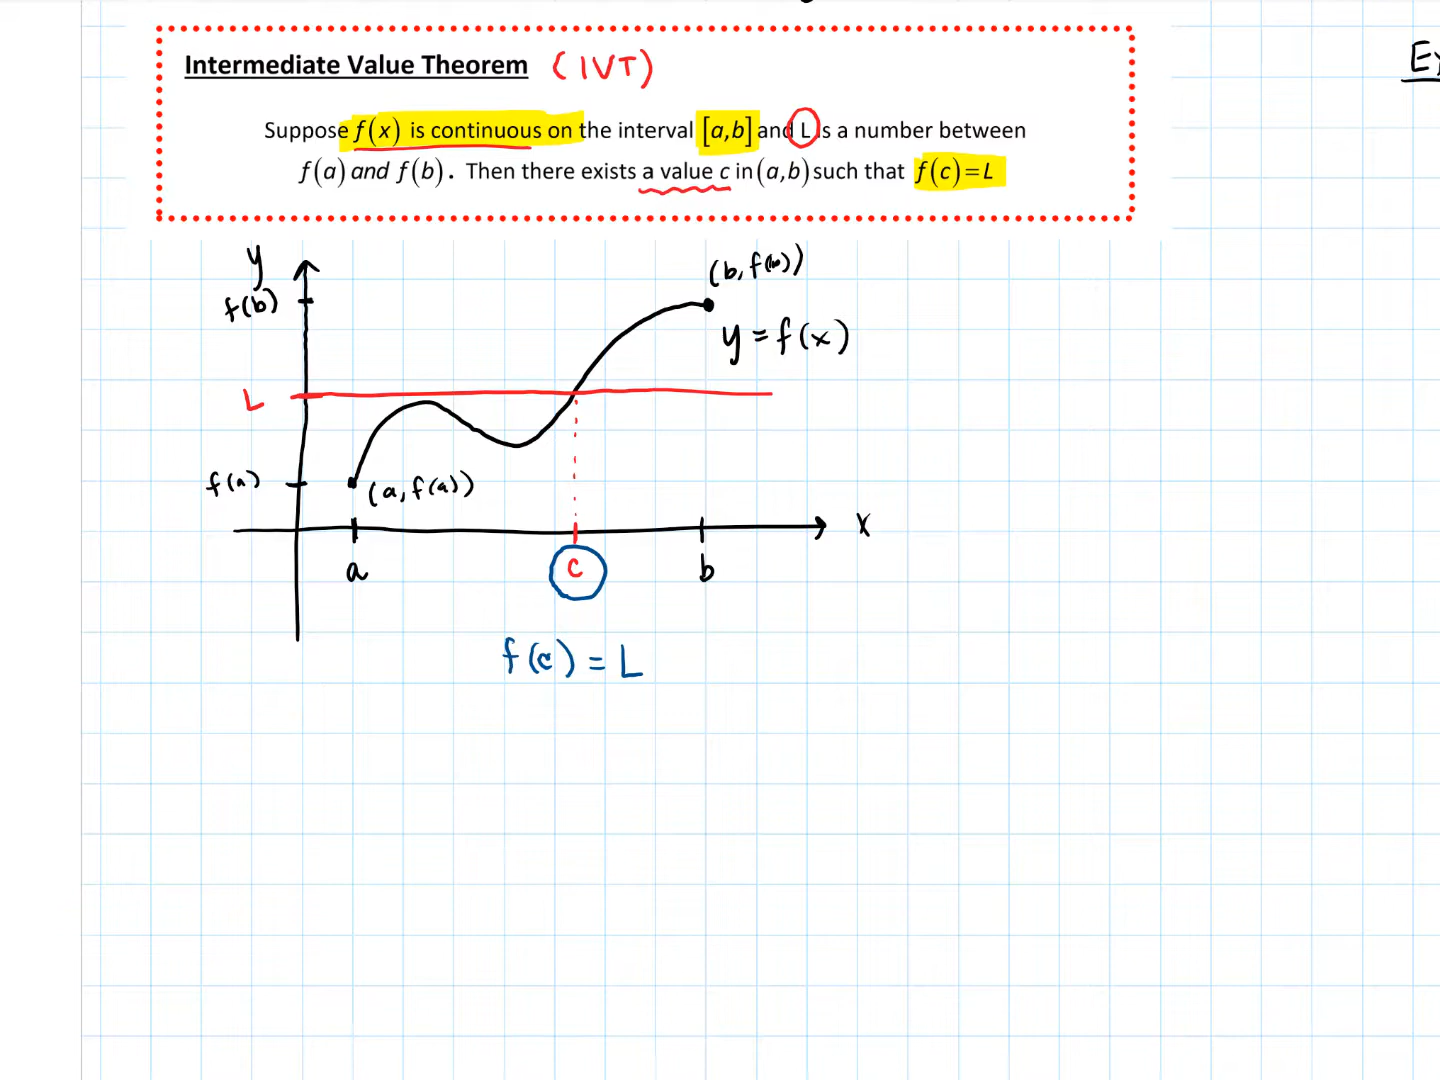 Intermediate Value Theorem (IVT)
Ex
Suppose f(x) is continuous on the interval [a,b] and L is a number between
f(a) and f(b). Then there exists a value c in (a,b) such that f(c)=L
y
(b, f(b))
f(b)
y = f(x)
L
f(a)
(a, f(a))
x
a
c
b
f(c) = L